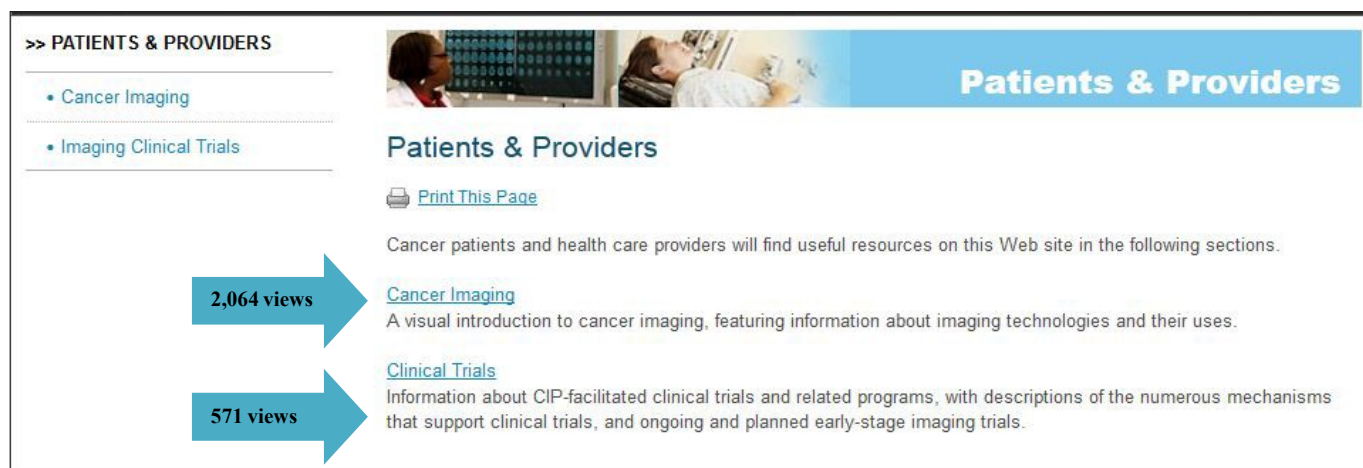 >> PATIENTS & PROVIDERS
• Cancer Imaging
• Imaging Clinical Trials
Patients & Providers
Patients & Providers
Print This Page
Cancer patients and health care providers will find useful resources on this Web site in the following sections.
2,064 views
Cancer Imaging
A visual introduction to cancer imaging, featuring information about imaging technologies and their uses.
571 views
Clinical Trials
Information about CIP-facilitated clinical trials and related programs, with descriptions of the numerous mechanisms
that support clinical trials, and ongoing and planned early-stage imaging trials.